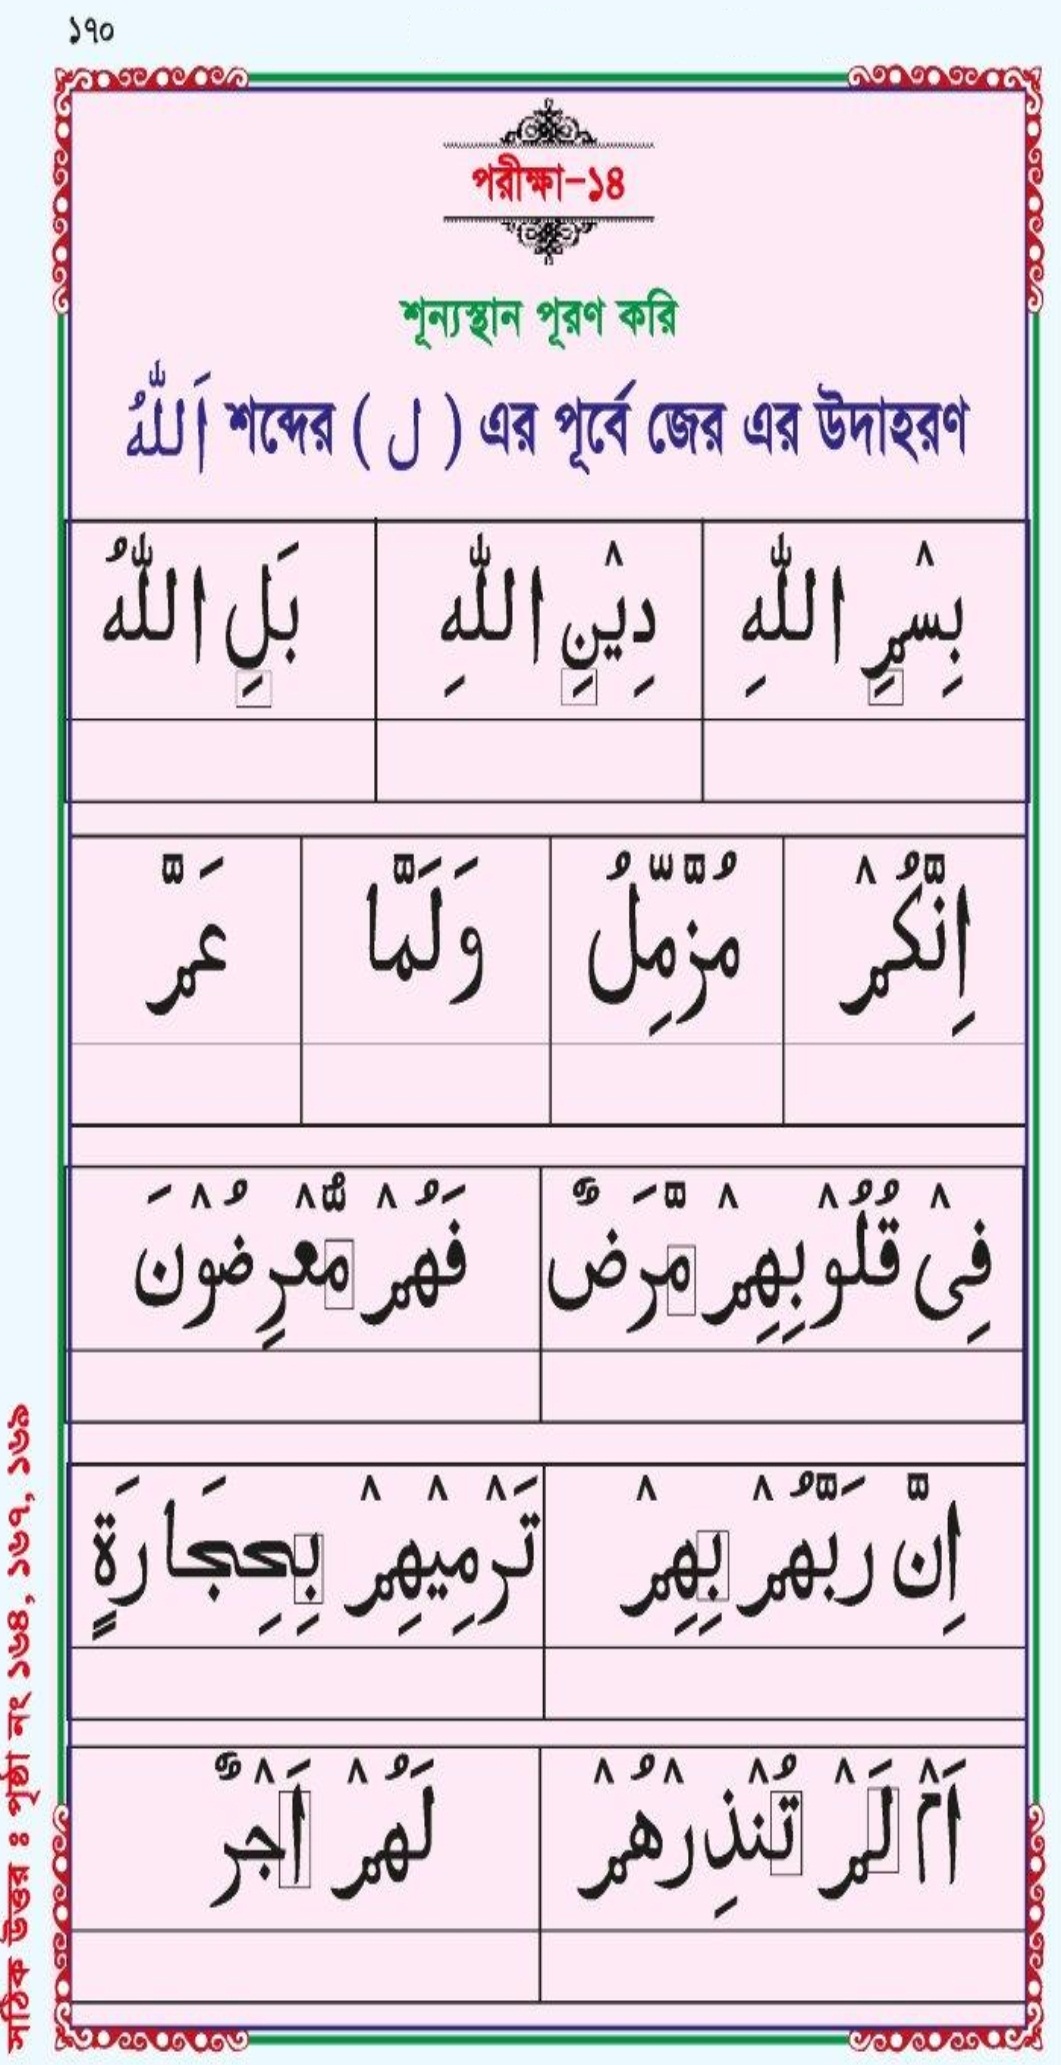 ১৭০
পরীক্ষা-১৪
শূন্যস্থান পূরণ করি
اَللّٰهُ শব্দের ( ل ) এর পূর্বে জের এর উদাহরণ
بِسْمِ اللّٰهِ دِيْنِ اللّٰهِ بَلِ اللّٰهُ
اِنَّكُمْ مُزَّمِّلُ وَلَمَّا عَمَّ
فِىْ قُلُوْبِهِمْ مَّرَضٌ فَهُمْ مُّعْرِضُوْنَ
اِنَّ رَبَّهُمْ بِهِمْ تَرْمِيْهِمْ بِحِجَارَةٍ
اَمْ لَمْ تُنْذِرْهُمْ لَهُمْ اَجْرٌ
সঠিক উত্তর ঃ পৃষ্ঠা নং ১৬৪, ১৬৭, ১৬৯